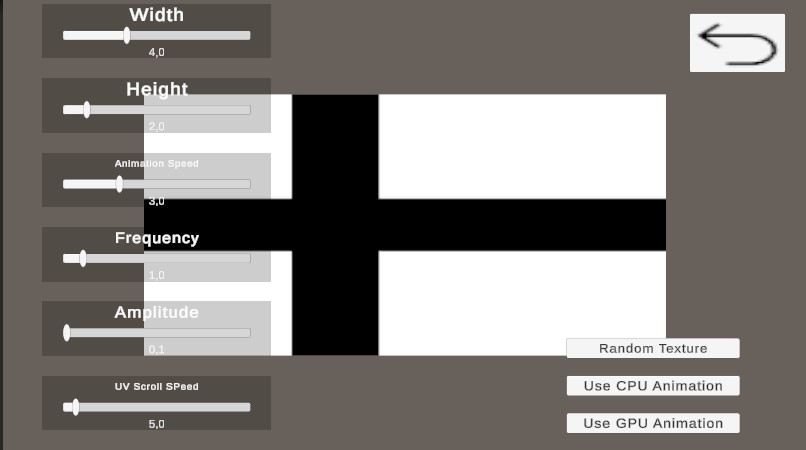 Width
4,0
Height
2,0
Animation Speed
3,0
Frequency
1,0
Amplitude
0,1
UV Scroll SPeed
5,0
Random Texture
Use CPU Animation
Use GPU Animation